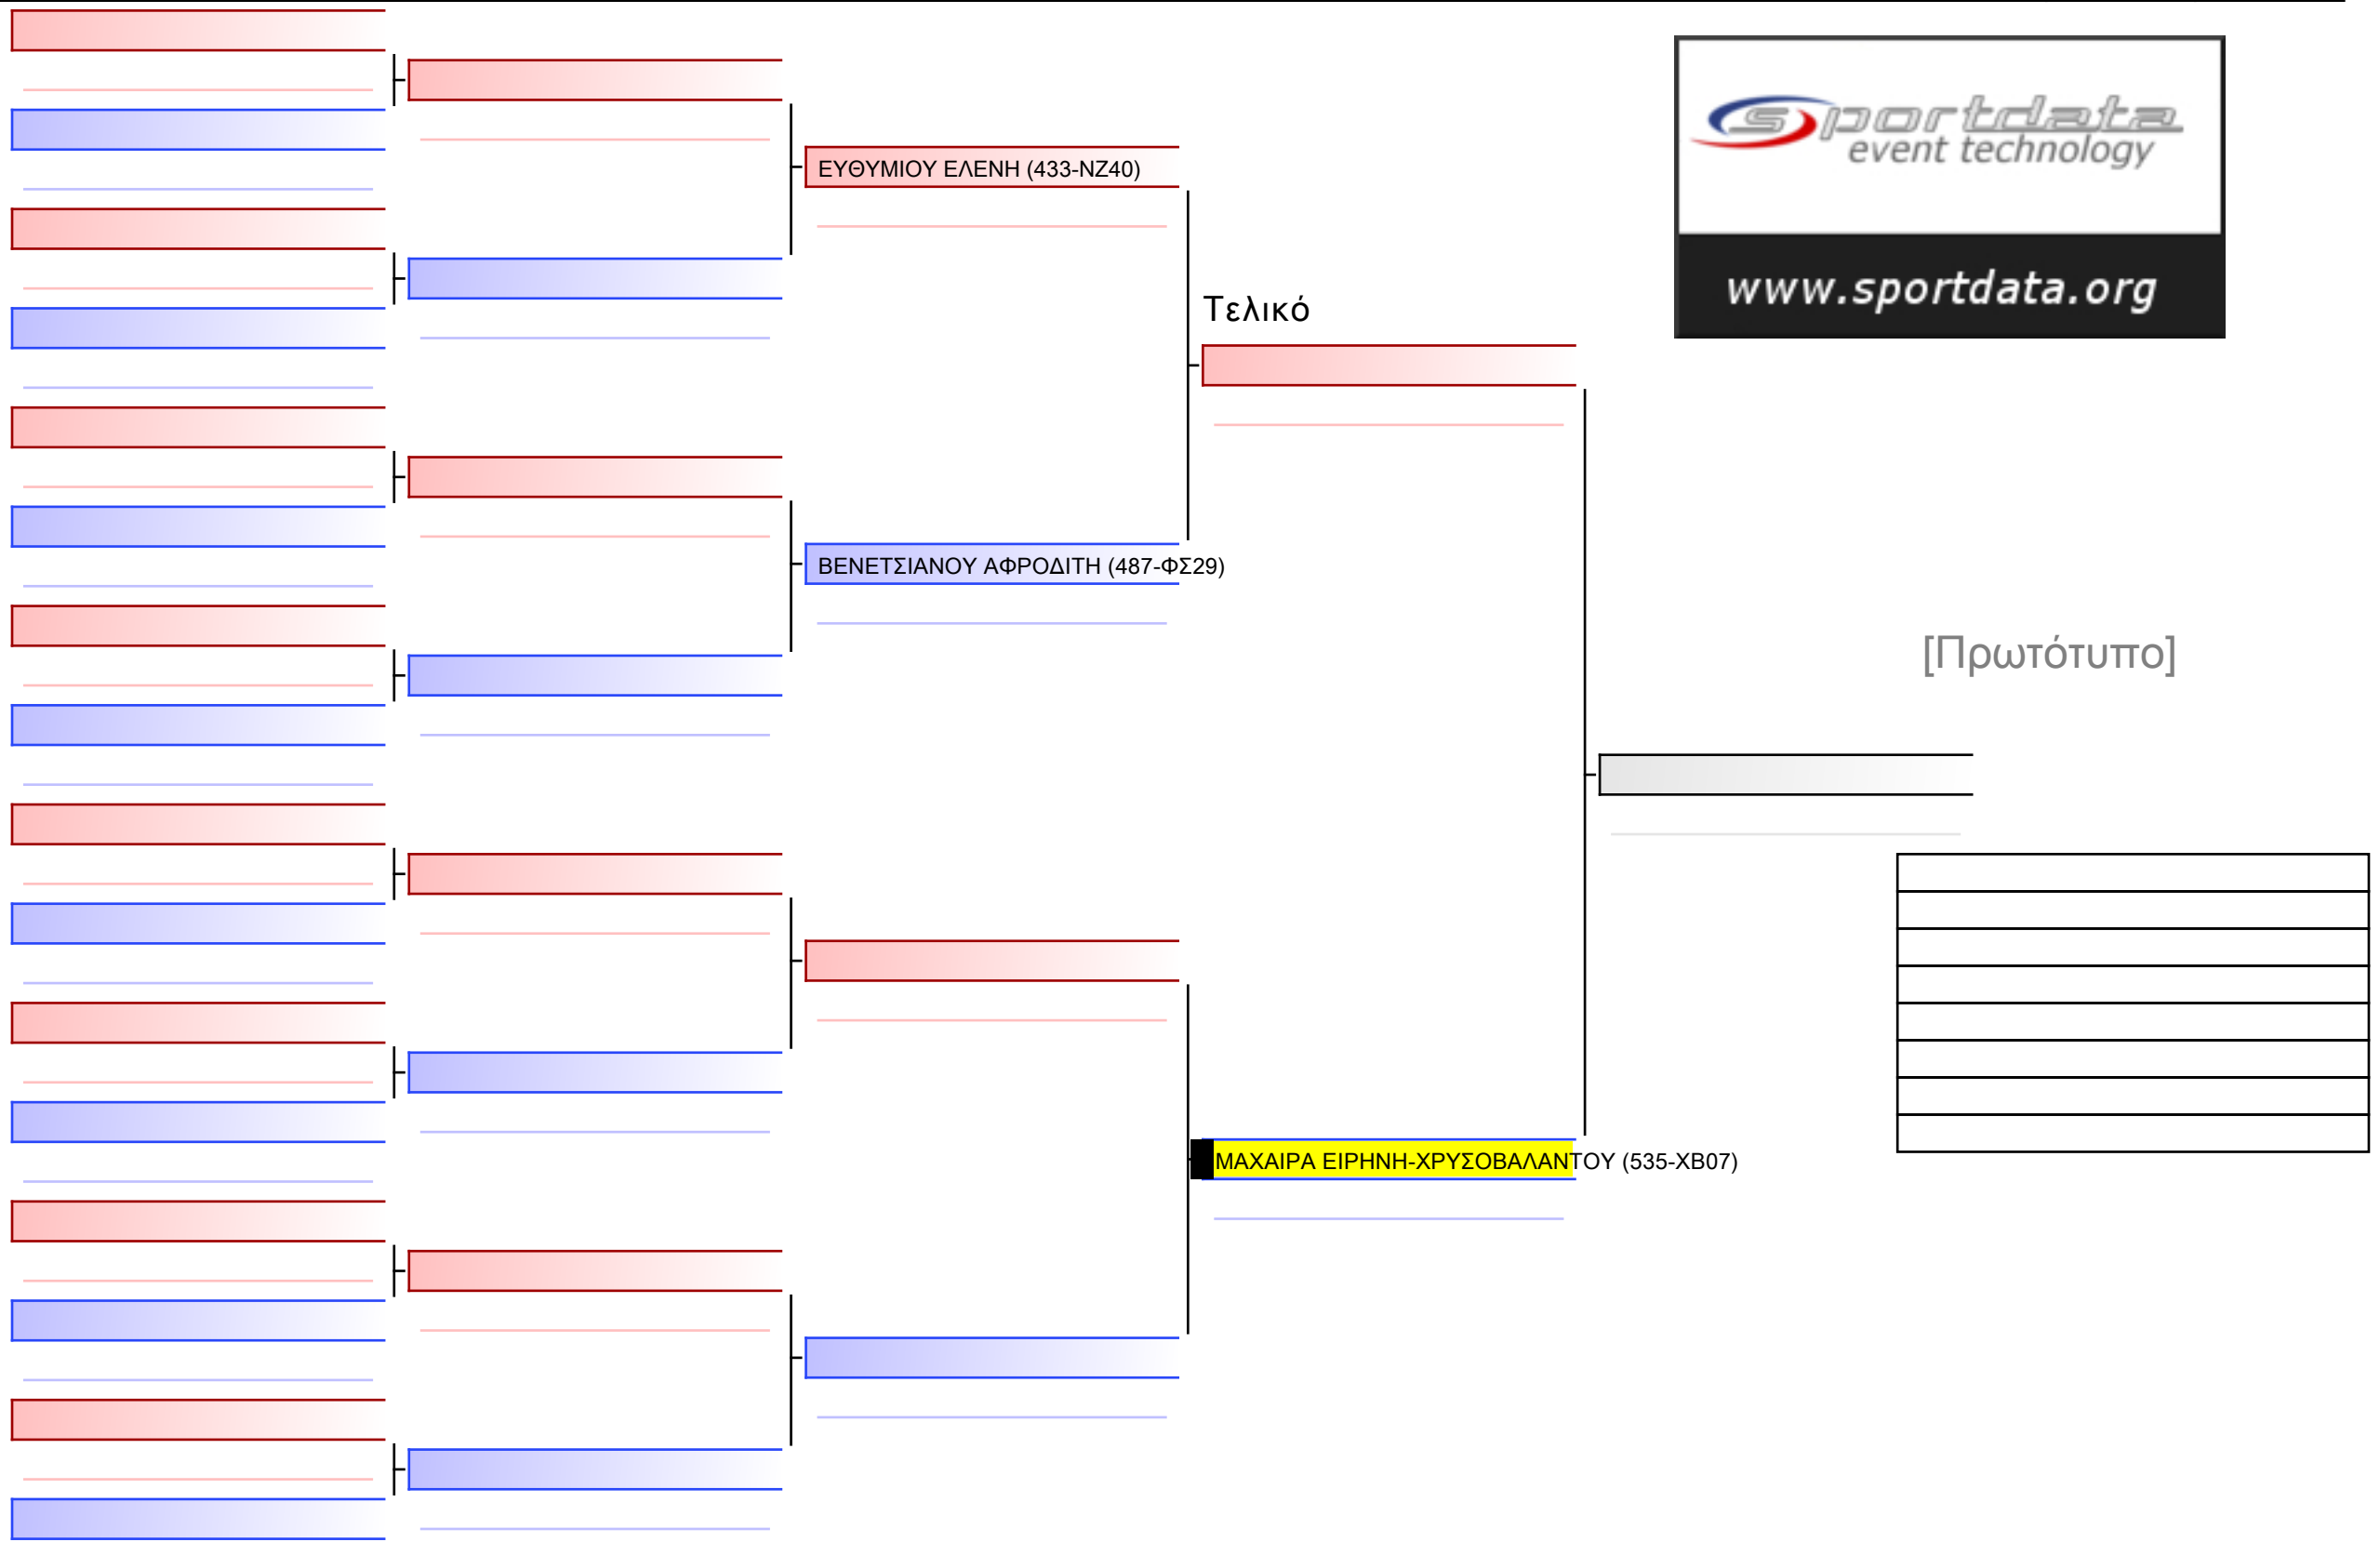 sportdata
event technology
www.sportdata.org
ΕΥΘΥΜΙΟΥ ΕΛΕΝΗ (433-ΝΖ40)
Τελικό
ΒΕΝΕΤΣΙΑΝΟΥ ΑΦΡΟΔΙΤΗ (487-ΦΣ29)
[Πρωτότυπο]
ΜΑΧΑΙΡΑ ΕΙΡΗΝΗ-ΧΡΥΣΟΒΑΛΑΝΤΟΥ (535-ΧΒ07)